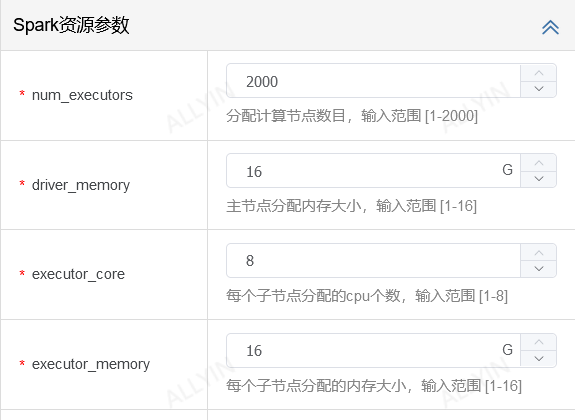 Spark资源参数
* num_executors
2000
分配计算节点数目，输入范围 [1-2000]
* driver_memory
16 G
主节点分配内存大小，输入范围 [1-16]
* executor_core
8
每个子节点分配的cpu个数，输入范围 [1-8]
* executor_memory
16 G
每个子节点分配的内存大小，输入范围 [1-16]
ALLYIN
ALLYIN
ALLYIN
ALLYIN